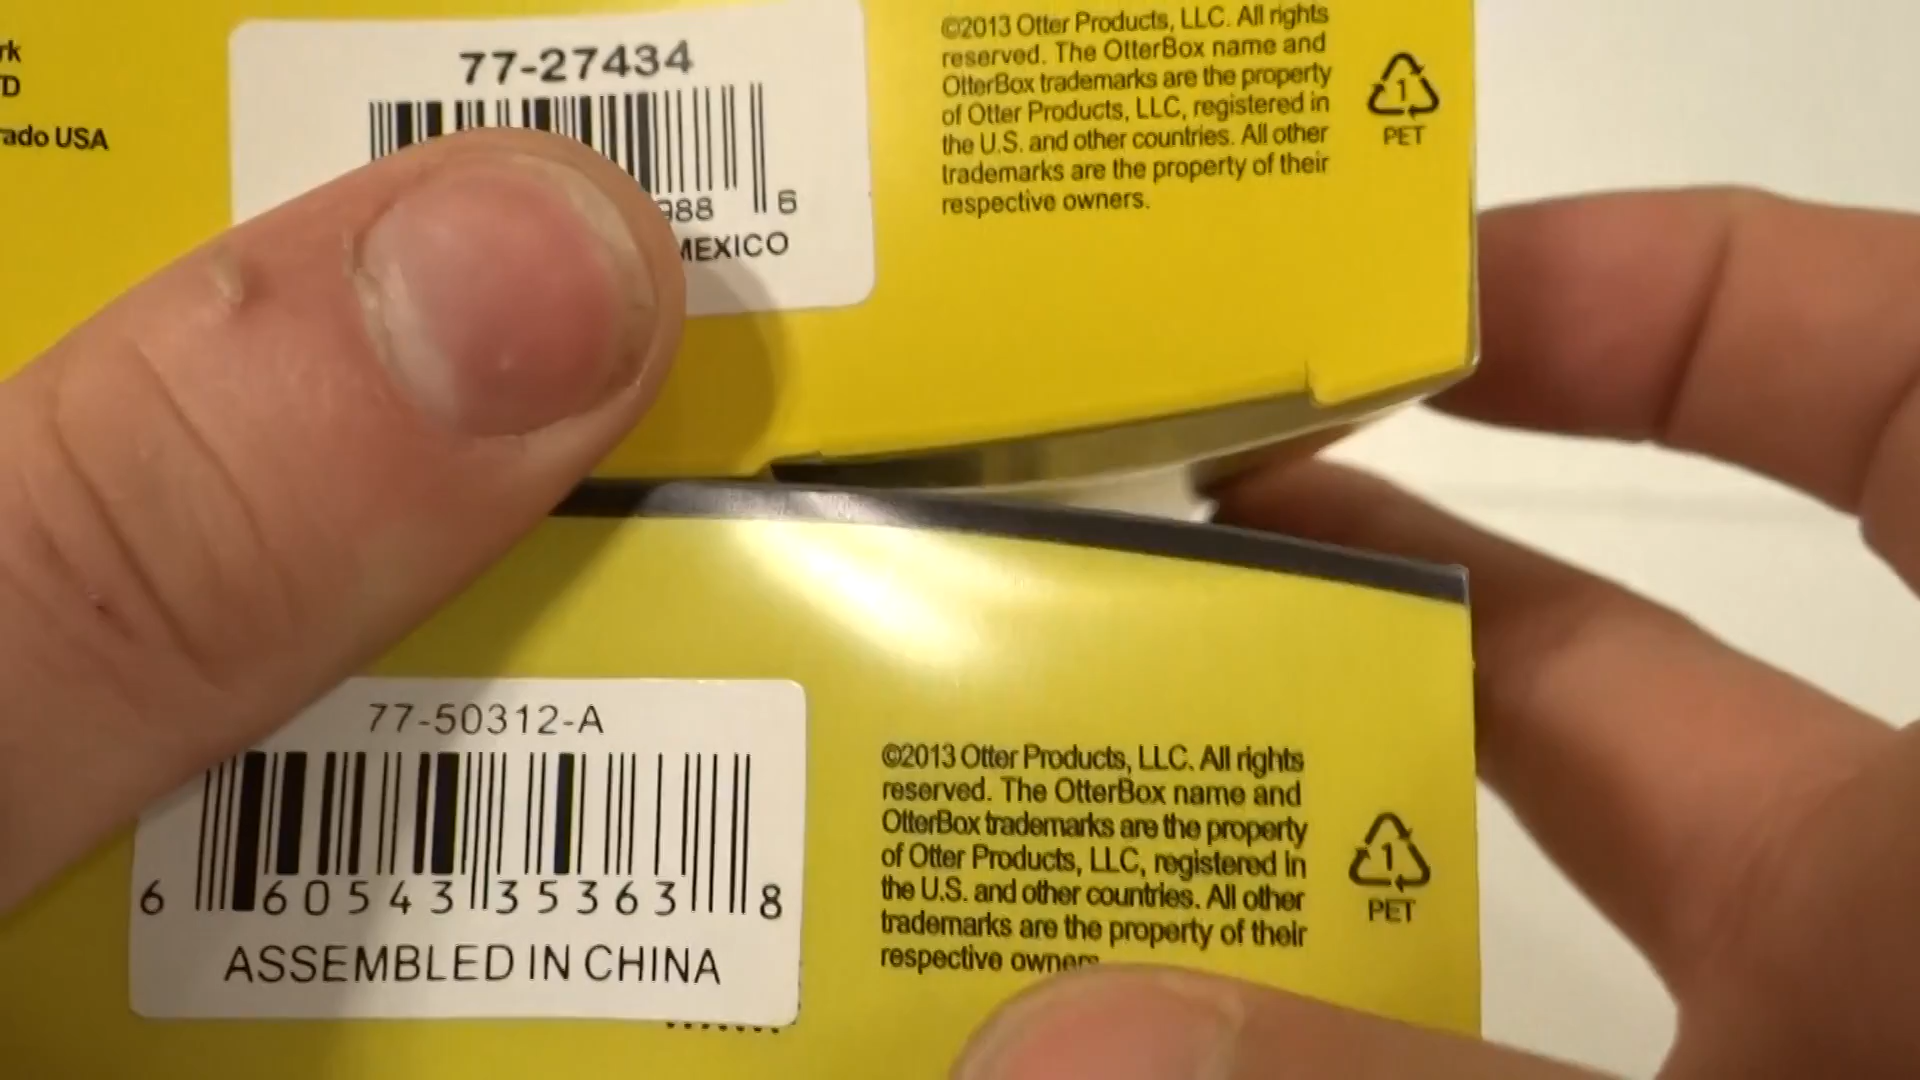 ado USA
77-27434
988 6
MEXICO
©2013 Otter Products, LLC. All rights
reserved. The OtterBox name and
OtterBox trademarks are the property
of Otter Products, LLC, registered in
the U.S. and other countries. All other
trademarks are the property of their
respective owners.
1
PET
77-50312-A
6 60543 35363 8
ASSEMBLED IN CHINA
©2013 Otter Products, LLC. All rights
reserved. The OtterBox name and
OtterBox trademarks are the property
of Otter Products, LLC, registered in
the U.S. and other countries. All other
trademarks are the property of their
respective owners
1
PET